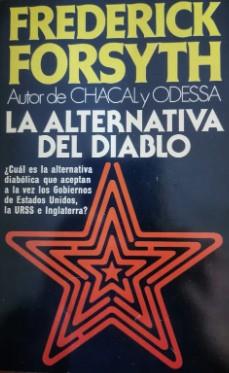 FREDERICK
FORSYTH
Autor de CHACAL y ODESSA
LA ALTERNATIVA
DEL DIABLO
¿Cuál es la alternativa
diabólica que aceptan
a la vez los Gobiernos
de Estados Unidos,
la URSS e Inglaterra?